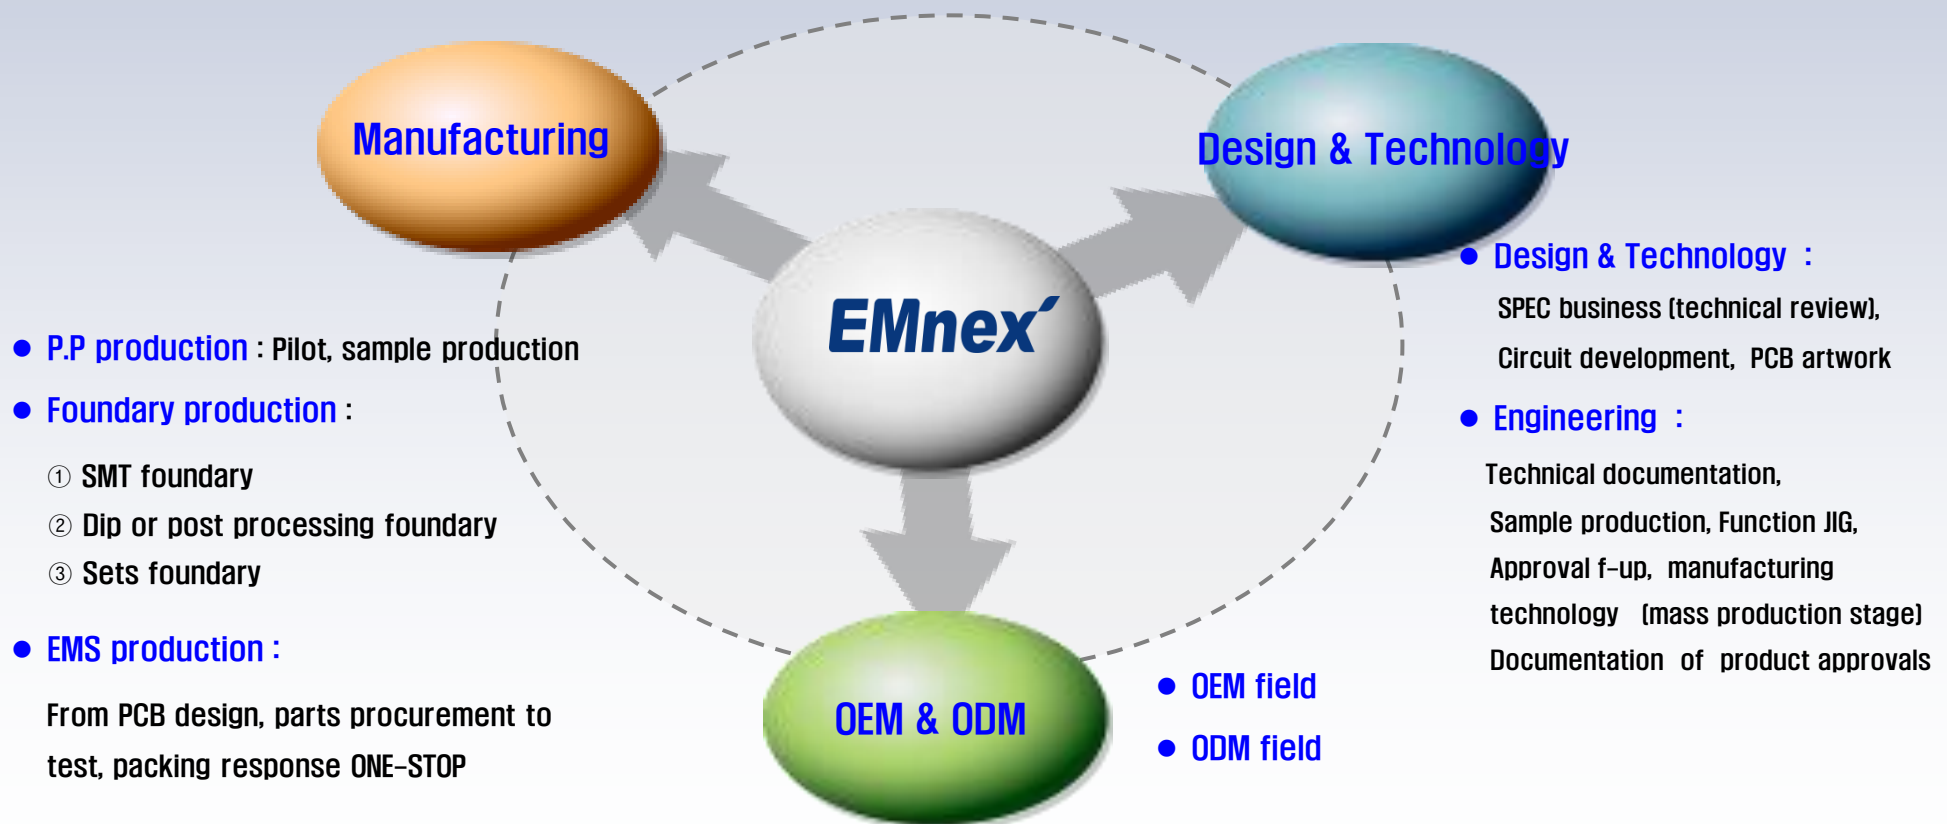 Manufacturing
Design & Technology
EMnex
OEM & ODM
● P.P production : Pilot, sample production
● Foundary production :
① SMT foundary
② Dip or post processing foundary
③ Sets foundary
● EMS production :
From PCB design, parts procurement to
test, packing response ONE-STOP
● Design & Technology :
SPEC business (technical review),
Circuit development, PCB artwork
● Engineering :
Technical documentation,
Sample production, Function JIG,
Approval f-up, manufacturing
technology (mass production stage)
Documentation of product approvals
● OEM field
● ODM field